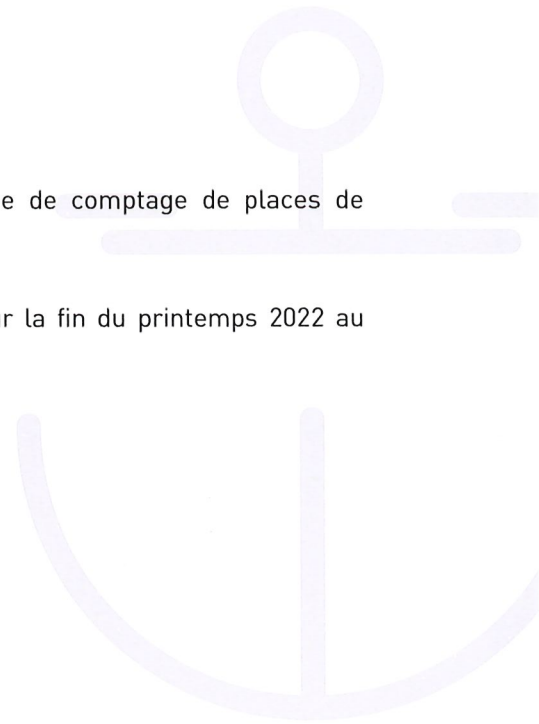 e de comptage de places de
r la fin du printemps 2022 au